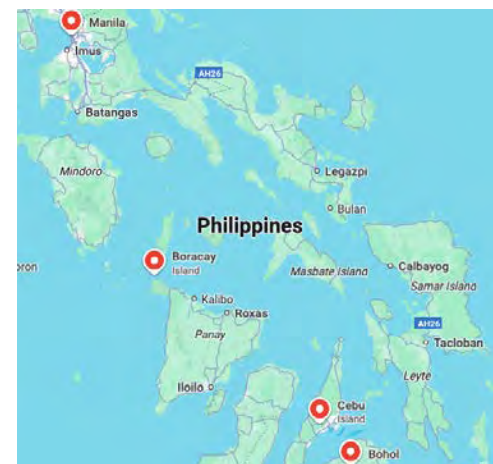 Manila
Imus
AH26
Batangas
Mindoro
Legazpi
Bulan
Philippines
Boracay
Island
oron
Masbate Island
Calbayog
Samar Island
Kalibo
Roxas
Panay
AH26
Tacloban
Leyte
Iloilo
Cebu
Island
Bohol